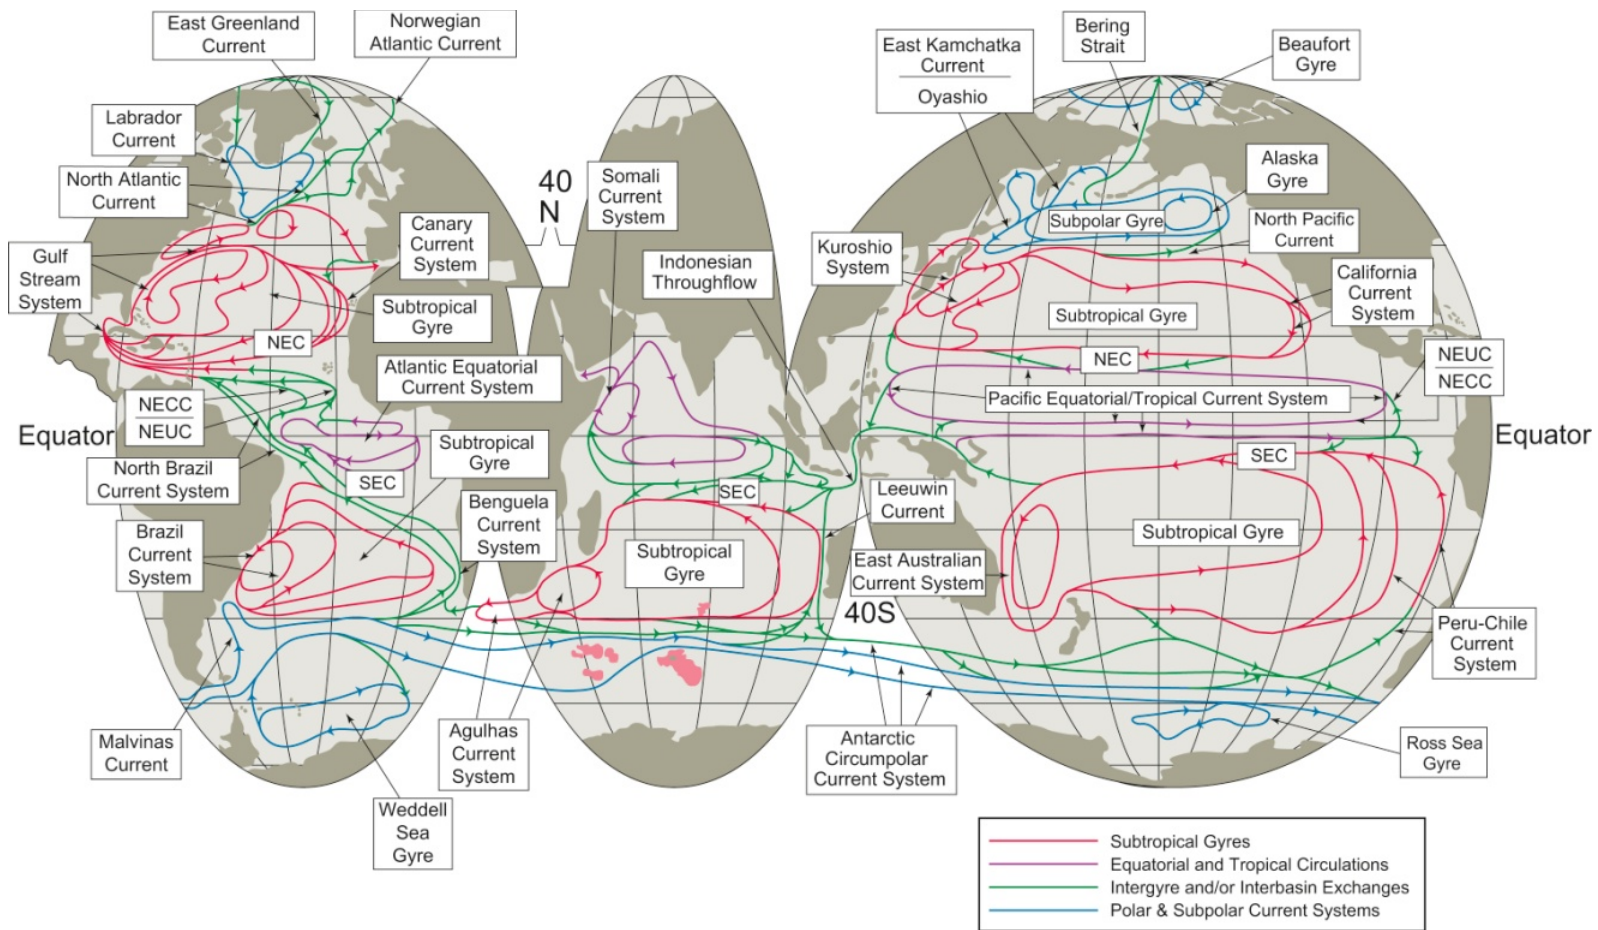 East Greenland
Current
Norwegian
Atlantic Current
Bering
Strait
East Kamchatka
Current
Oyashio
Beaufort
Gyre
Labrador
Current
North Atlantic
Current
40
N
Somali
Current
System
Alaska
Gyre
Canary
Current
System
Subpolar Gyre
North Pacific
Current
Gulf
Stream
System
Kuroshio
System
Indonesian
Throughflow
California
Current
System
Subtropical
Gyre
Subtropical Gyre
NEC
NEC
NEUC
NECC
Atlantic Equatorial
Current System
Pacific Equatorial/Tropical Current System
NECC
NEUC
Equator
Equator
Subtropical
Gyre
North Brazil
Current System
SEC
SEC
SEC
Benguela
Current
System
Leeuwin
Current
Brazil
Current
System
Subtropical
Gyre
Subtropical Gyre
East Australian
Current System
40S
Peru-Chile
Current
System
Malvinas
Current
Agulhas
Current
System
Antarctic
Circumpolar
Current System
Ross Sea
Gyre
Weddell
Sea
Gyre
Subtropical Gyres
Equatorial and Tropical Circulations
Intergyre and/or Interbasin Exchanges
Polar & Subpolar Current Systems